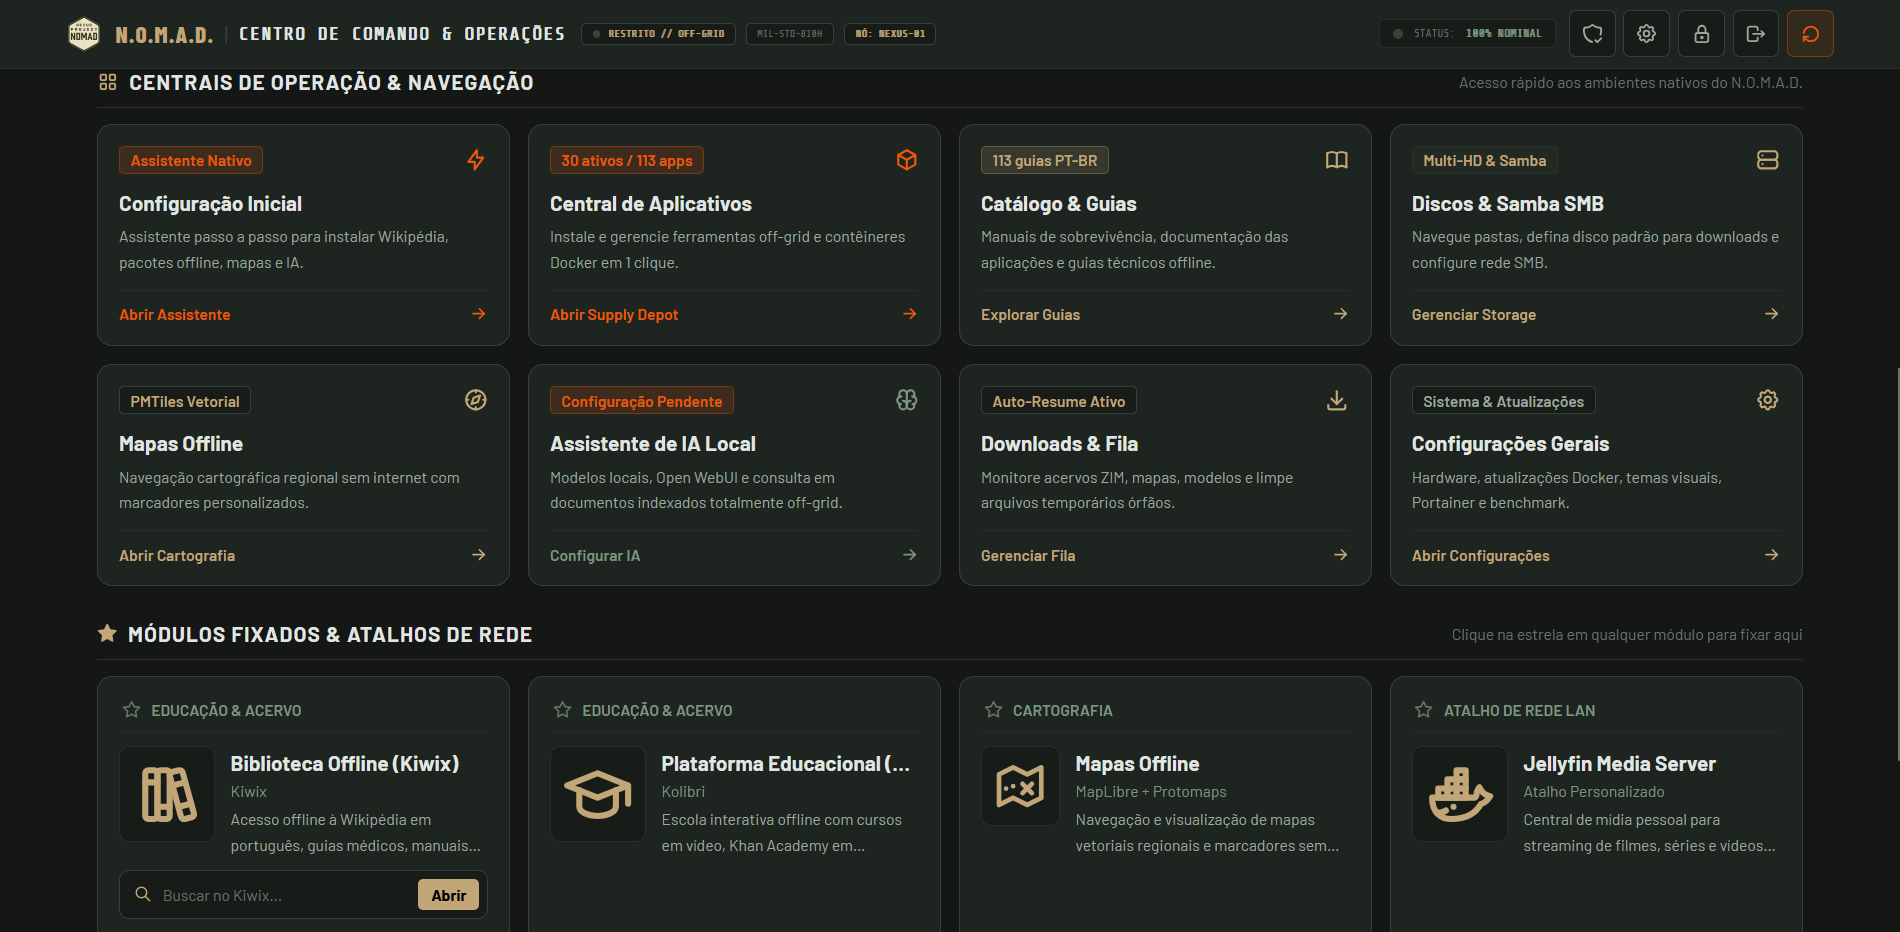 NEXUS
PROJECT
NOMAD
N.O.M.A.D.
CENTRO DE COMANDO & OPERAÇÕES
RESTRITO // OFF-GRID
MIL-STD-810H
NÓ: NEXUS-01
STATUS: 100% NOMINAL
CENTRAIS DE OPERAÇÃO & NAVEGAÇÃO
Acesso rápido aos ambientes nativos do N.O.M.A.D.
Assistente Nativo
Configuração Inicial
Assistente passo a passo para instalar Wikipédia,
pacotes offline, mapas e IA.
Abrir Assistente
30 ativos / 113 apps
Central de Aplicativos
Instale e gerencie ferramentas off-grid e contêineres
Docker em 1 clique.
Abrir Supply Depot
113 guias PT-BR
Catálogo & Guias
Manuais de sobrevivência, documentação das
aplicações e guias técnicos offline.
Explorar Guias
Multi-HD & Samba
Discos & Samba SMB
Navegue pastas, defina disco padrão para downloads e
configure rede SMB.
Gerenciar Storage
PMTiles Vetorial
Mapas Offline
Navegação cartográfica regional sem internet com
marcadores personalizados.
Abrir Cartografia
Configuração Pendente
Assistente de IA Local
Modelos locais, Open WebUI e consulta em
documentos indexados totalmente off-grid.
Configurar IA
Auto-Resume Ativo
Downloads & Fila
Monitore acervos ZIM, mapas, modelos e limpe
arquivos temporários órfãos.
Gerenciar Fila
Sistema & Atualizações
Configurações Gerais
Hardware, atualizações Docker, temas visuais,
Portainer e benchmark.
Abrir Configurações
MÓDULOS FIXADOS & ATALHOS DE REDE
Clique na estrela em qualquer módulo para fixar aqui
EDUCAÇÃO & ACERVO
Biblioteca Offline (Kiwix)
Kiwix
Acesso offline à Wikipédia em
português, guias médicos, manuais...
Buscar no Kiwix...
Abrir
EDUCAÇÃO & ACERVO
Plataforma Educacional (...
Kolibri
Escola interativa offline com cursos
em vídeo, Khan Academy em...
CARTOGRAFIA
Mapas Offline
MapLibre + Protomaps
Navegação e visualização de mapas
vetoriais regionais e marcadores sem...
ATALHO DE REDE LAN
Jellyfin Media Server
Atalho Personalizado
Central de mídia pessoal para
streaming de filmes, séries e vídeos...